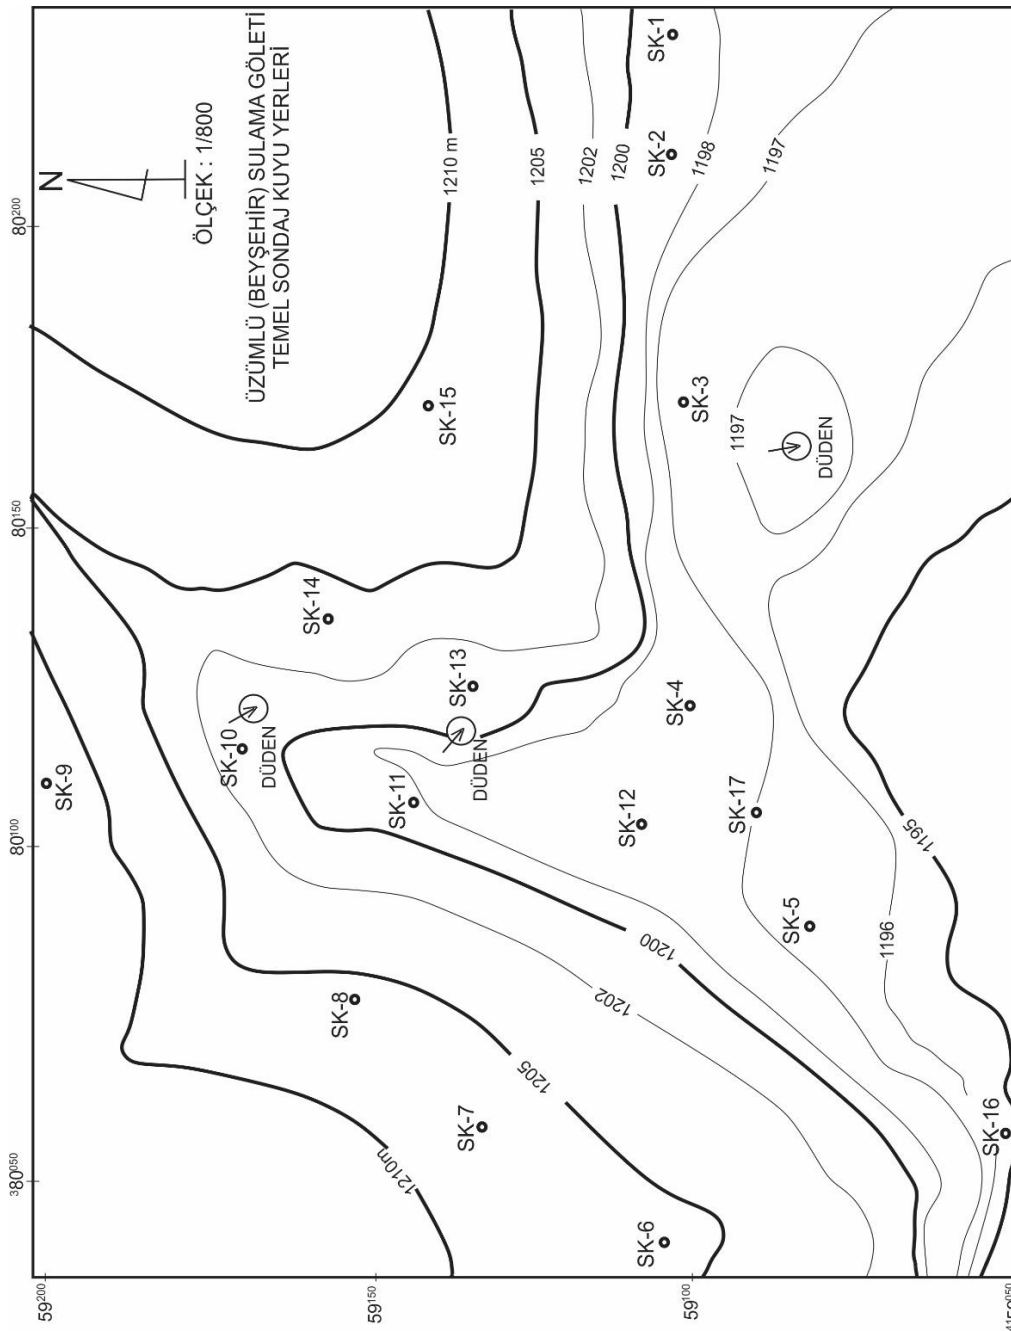 N
ÖLÇEK : 1/800
ÜZÜMLÜ (BEYŞEHİR) SULAMA GÖLETİ
TEMEL SONDAJ KUYU YERLERİ
380050
80100
80150
80200
59200
59150
59100
4159050
1210m
1210 m
1205
1205
1202
1202
1200
1200
1198
1197
1197
1196
1195
SK-1
SK-2
SK-3
SK-4
SK-5
SK-6
SK-7
SK-8
SK-9
SK-10
SK-11
SK-12
SK-13
SK-14
SK-15
SK-16
SK-17
DÜDEN
DÜDEN
DÜDEN